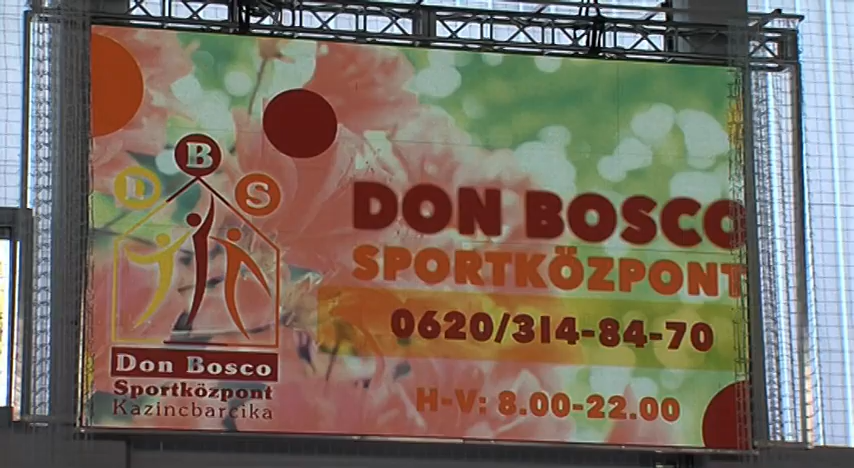 D B S
Don Bosco
Sportközpont
Kazincbarcika
DON BOSCO
SPORTKÖZPONT
0620/314-84-70
H-V: 8.00-22.00